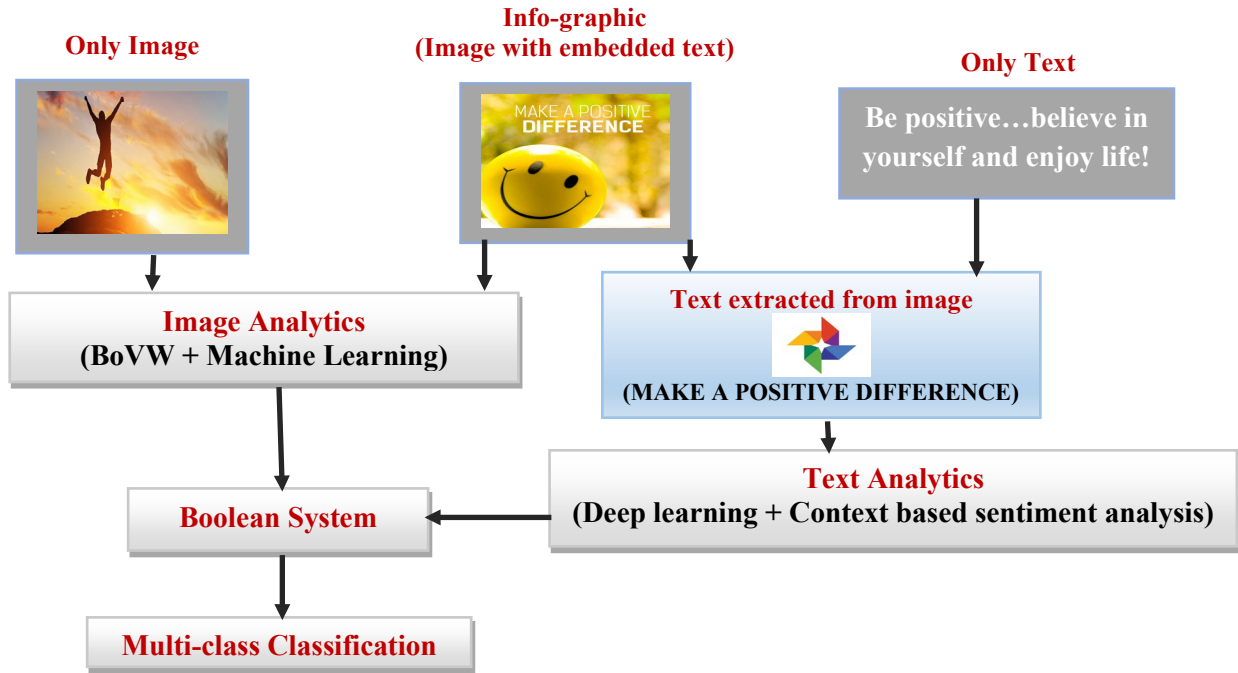 Only Image
Info-graphic
(Image with embedded text)
Only Text
MAKE A POSITIVE
DIFFERENCE
Be positive…believe in
yourself and enjoy life!
Image Analytics
(BoVW + Machine Learning)
Text extracted from image
(MAKE A POSITIVE DIFFERENCE)
Text Analytics
(Deep learning + Context based sentiment analysis)
Boolean System
Multi-class Classification